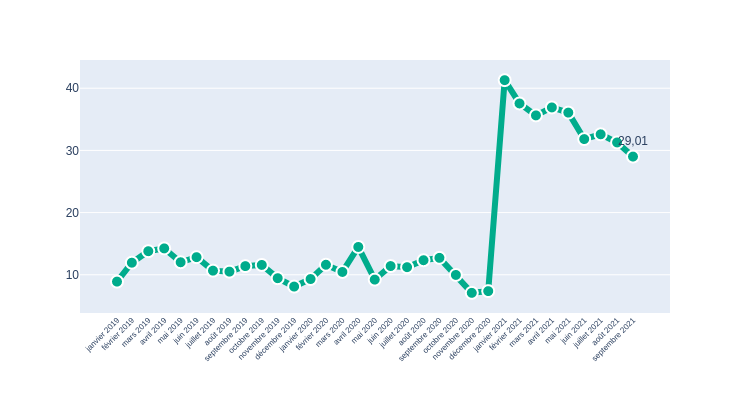 40
30
20
10
29,01
janvier 2019
février 2019
mars 2019
avril 2019
mai 2019
juin 2019
juillet 2019
août 2019
septembre 2019
octobre 2019
novembre 2019
décembre 2019
janvier 2020
février 2020
mars 2020
avril 2020
mai 2020
juin 2020
juillet 2020
août 2020
septembre 2020
octobre 2020
novembre 2020
décembre 2020
janvier 2021
février 2021
mars 2021
avril 2021
mai 2021
juin 2021
juillet 2021
août 2021
septembre 2021